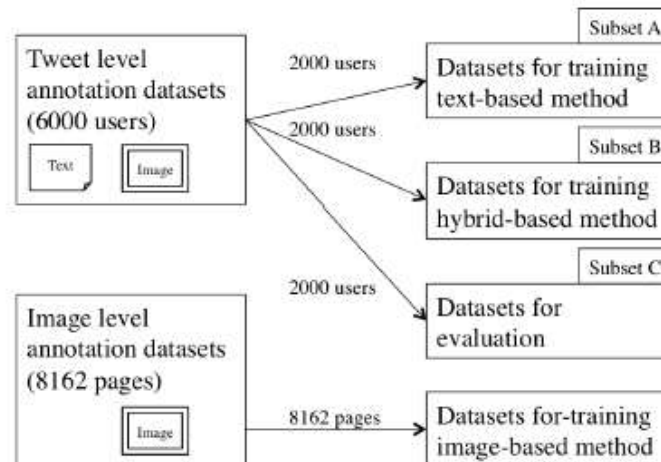 Tweet level
annotation datasets
(6000 users)
Text
Image
2000 users
2000 users
2000 users
Subset A
Datasets for training
text-based method
Subset B
Datasets for training
hybrid-based method
Subset C
Datasets for
evaluation
Image level
annotation datasets
(8162 pages)
Image
8162 pages
Datasets for-training
image-based method